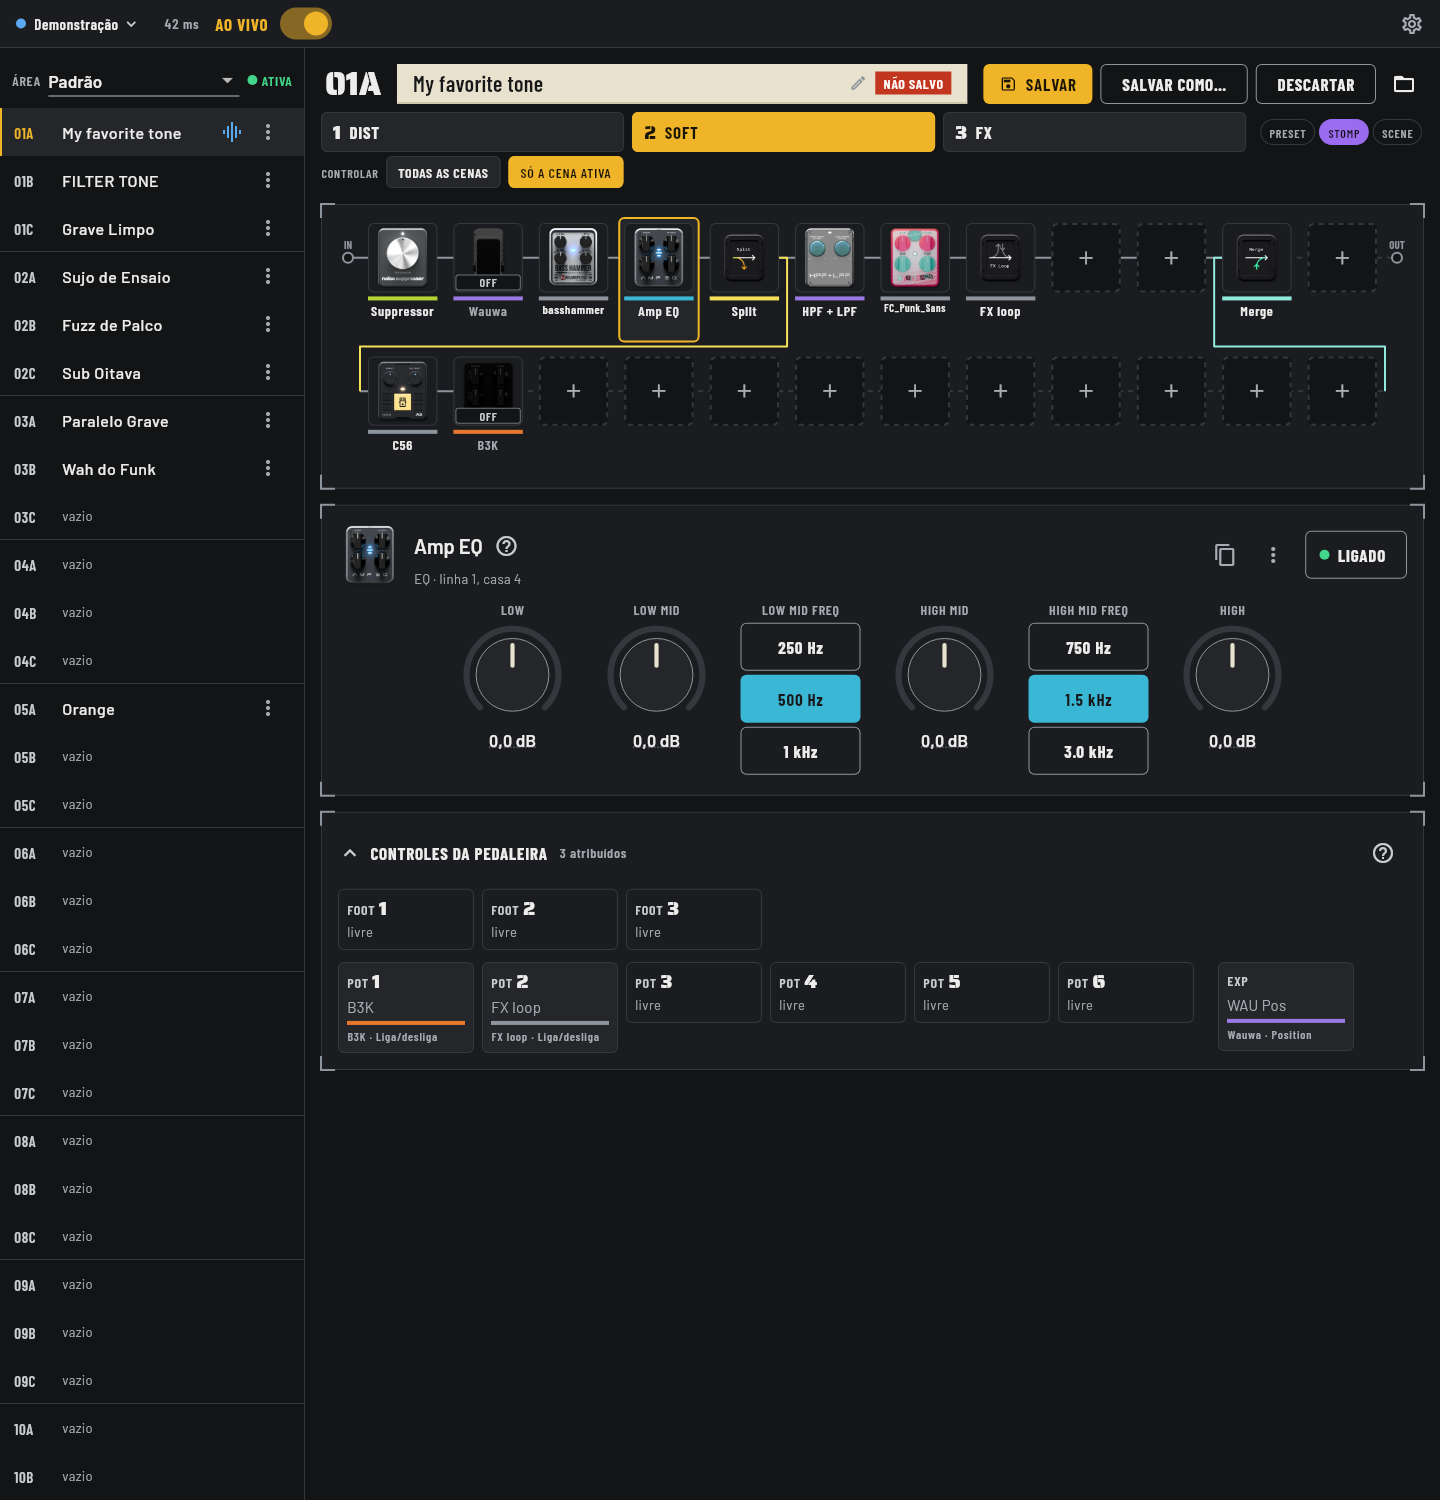 Demonstração
42 ms
AO VIVO
ÁREA Padrão
ATIVA
01A My favorite tone
01B FILTER TONE
01C Grave Limpo
02A Sujo de Ensaio
02B Fuzz de Palco
02C Sub Oitava
03A Paralelo Grave
03B Wah do Funk
03C vazio
04A vazio
04B vazio
04C vazio
05A Orange
05B vazio
05C vazio
06A vazio
06B vazio
06C vazio
07A vazio
07B vazio
07C vazio
08A vazio
08B vazio
08C vazio
09A vazio
09B vazio
09C vazio
10A vazio
10B vazio
01A My favorite tone NÃO SALVO SALVAR SALVAR COMO... DESCARTAR
1 DIST 2 SOFT 3 FX PRESET STOMP SCENE
CONTROLAR TODAS AS CENAS SÓ A CENA ATIVA
IN
OUT
OFF
Split
FX Loop
Merge
Suppressor Wauwa basshammer Amp EQ Split HPF + LPF FC_Punk_Sans FX loop Merge
OFF
C56 B3K
Amp EQ
EQ · linha 1, casa 4
LIGADO
LOW LOW MID LOW MID FREQ HIGH MID HIGH MID FREQ HIGH
250 Hz 750 Hz
500 Hz 1.5 kHz
1 kHz 3.0 kHz
0,0 dB 0,0 dB 0,0 dB 0,0 dB
CONTROLES DA PEDALEIRA 3 atribuídos
FOOT 1 FOOT 2 FOOT 3
livre livre livre
POT 1 POT 2 POT 3 POT 4 POT 5 POT 6 EXP
B3K FX loop livre livre livre livre WAU Pos
B3K · Liga/desliga FX loop · Liga/desliga Wauwa · Position